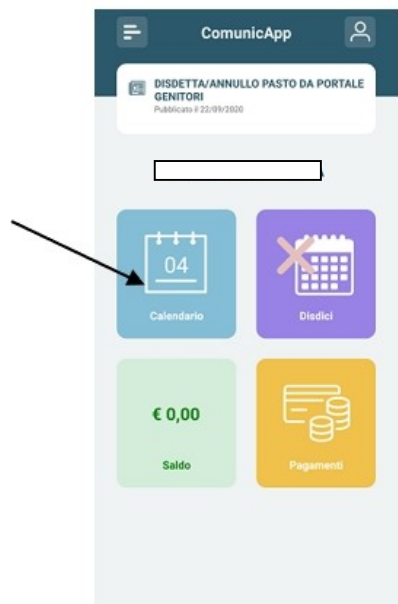 ComunicApp
DISDETTA/ANNULLO PASTO DA PORTALE
GENITORI
Pubblicato il 22/09/2020
04
Calendario
Disdici
€ 0,00
Saldo
Pagamenti